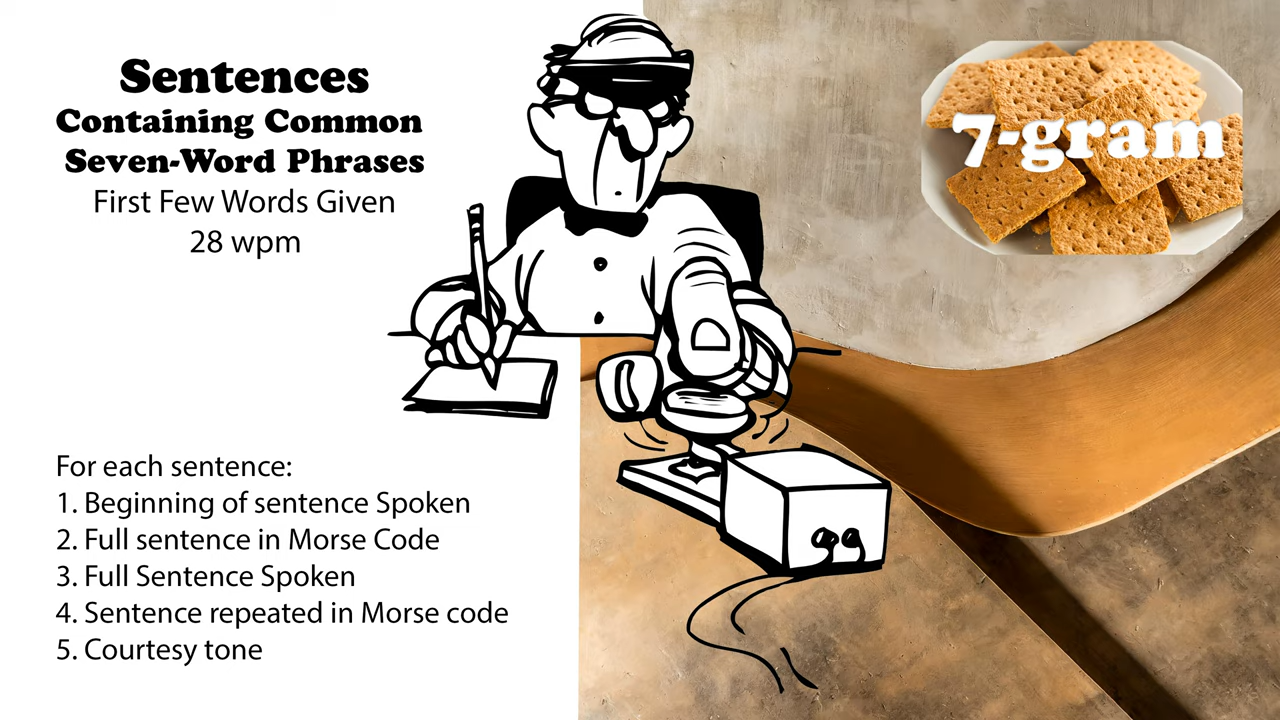 Sentences
Containing Common
Seven-Word Phrases
First Few Words Given
28 wpm
7-gram
For each sentence:
1. Beginning of sentence Spoken
2. Full sentence in Morse Code
3. Full Sentence Spoken
4. Sentence repeated in Morse code
5. Courtesy tone